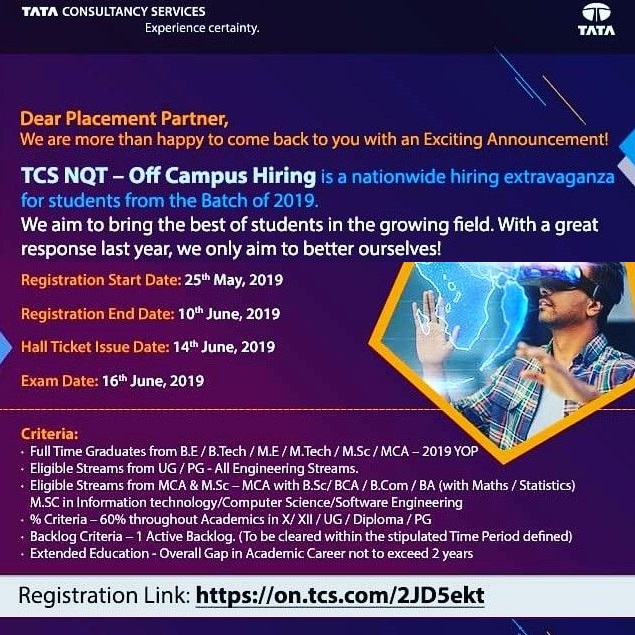 TATA CONSULTANCY SERVICES
Experience certainty.
TATA
Dear Placement Partner,
We are more than happy to come back to you with an Exciting Announcement!
TCS NQT – Off Campus Hiring is a nationwide hiring extravaganza
for students from the Batch of 2019.
We aim to bring the best of students in the growing field. With a great
response last year, we only aim to better ourselves!
Registration Start Date: 25th May, 2019
Registration End Date: 10th June, 2019
Hall Ticket Issue Date: 14th June, 2019
Exam Date: 16th June, 2019
Criteria:
· Full Time Graduates from B.E / B.Tech / M.E / M.Tech / M.Sc / MCA – 2019 YOP
· Eligible Streams from UG / PG - All Engineering Streams.
· Eligible Streams from MCA & M.Sc – MCA with B.Sc/ BCA / B.Com / BA (with Maths / Statistics)
M.SC in Information technology/Computer Science/Software Engineering
· % Criteria – 60% throughout Academics in X/ XII / UG / Diploma / PG
· Backlog Criteria – 1 Active Backlog. (To be cleared within the stipulated Time Period defined)
· Extended Education - Overall Gap in Academic Career not to exceed 2 years
Registration Link: https://on.tcs.com/2JD5ekt